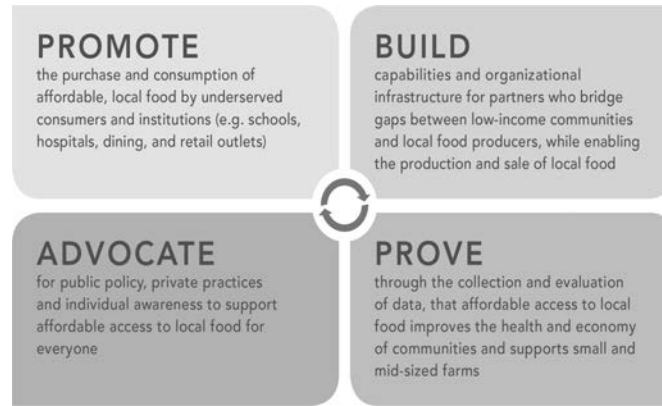 PROMOTE
the purchase and consumption of
affordable, local food by underserved
consumers and institutions (e.g. schools,
hospitals, dining, and retail outlets)
BUILD
capabilities and organizational
infrastructure for partners who bridge
gaps between low-income communities
and local food producers, while enabling
the production and sale of local food
ADVOCATE
for public policy, private practices
and individual awareness to support
affordable access to local food for
everyone
PROVE
through the collection and evaluation
of data, that affordable access to local
food improves the health and economy
of communities and supports small and
mid-sized farms